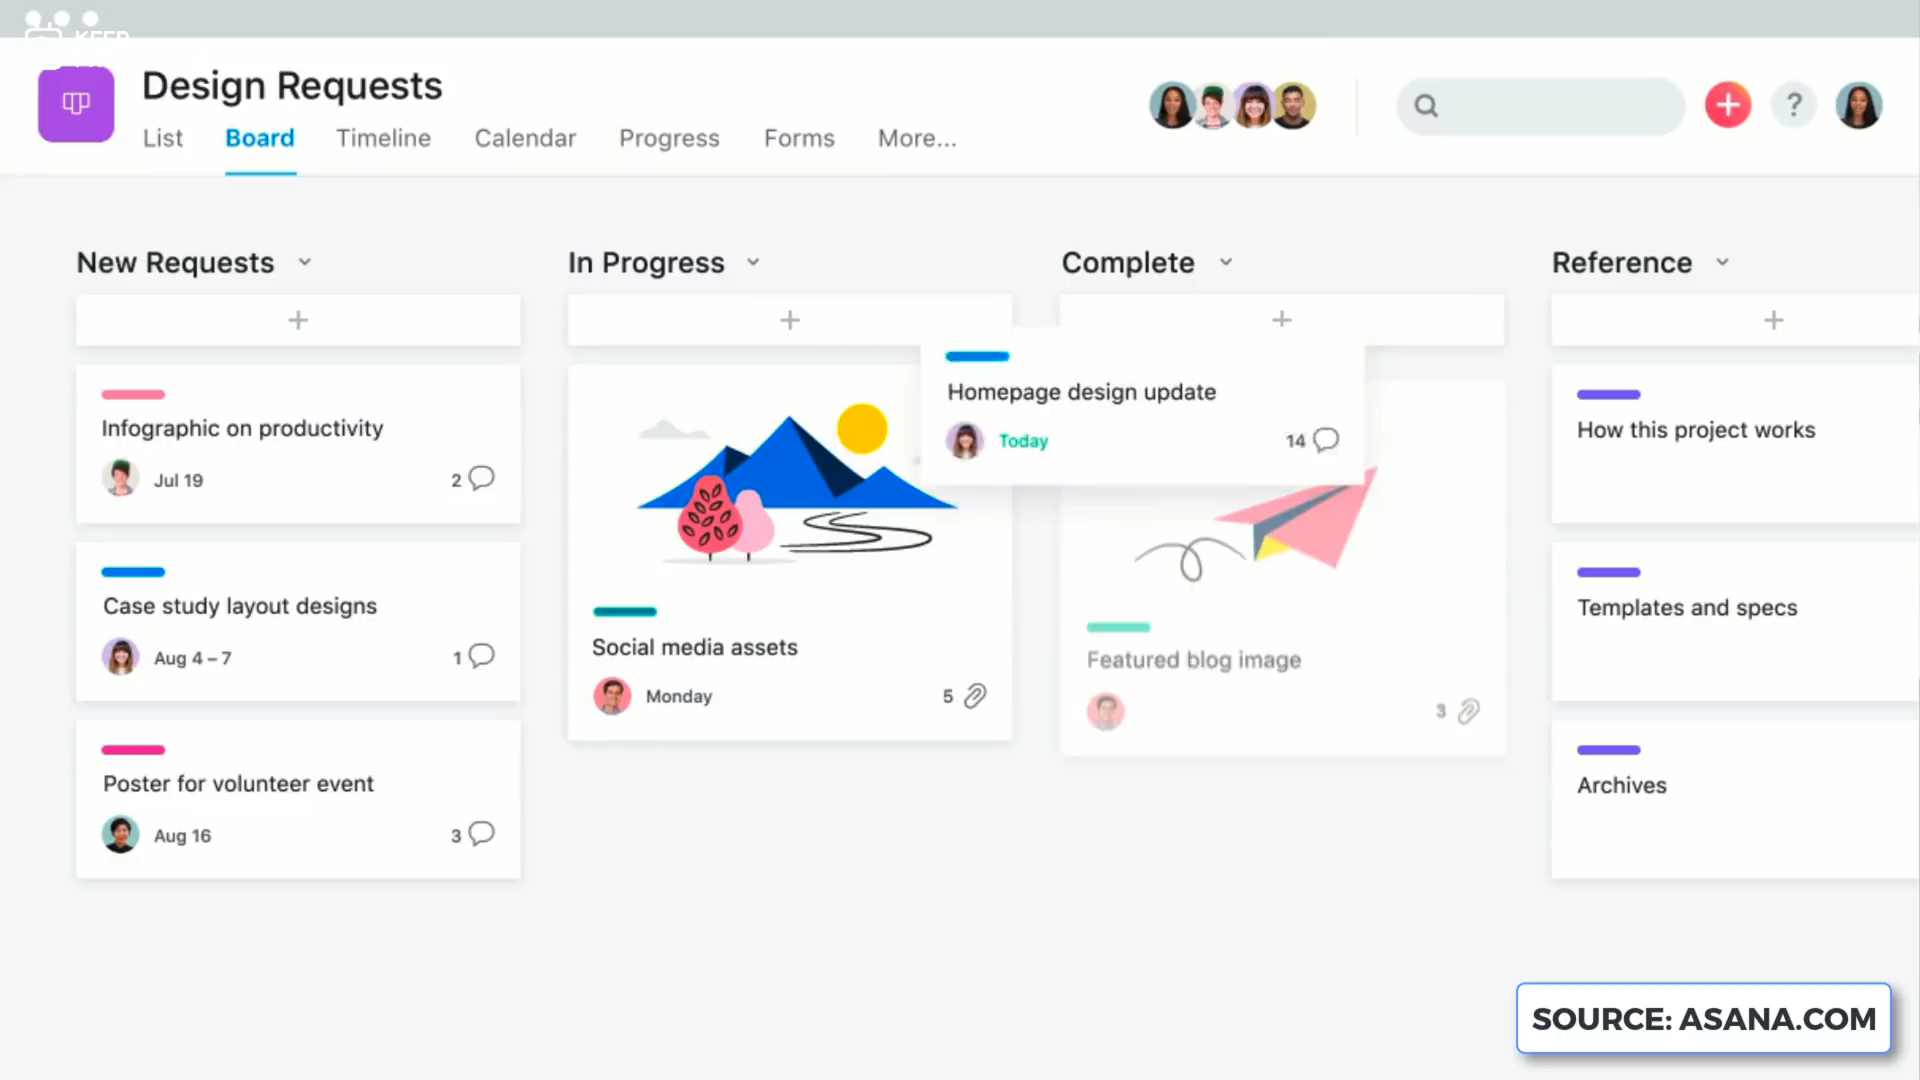 KEEP
Design Requests
List Board Timeline Calendar Progress Forms More...
?
New Requests
Infographic on productivity
Jul 19 2
Case study layout designs
Aug 4 – 7 1
Poster for volunteer event
Aug 16 3
In Progress
Social media assets
Monday 5
Complete
Homepage design update
Today 14
Featured blog image
3
Reference
How this project works
Templates and specs
Archives
SOURCE: ASANA.COM